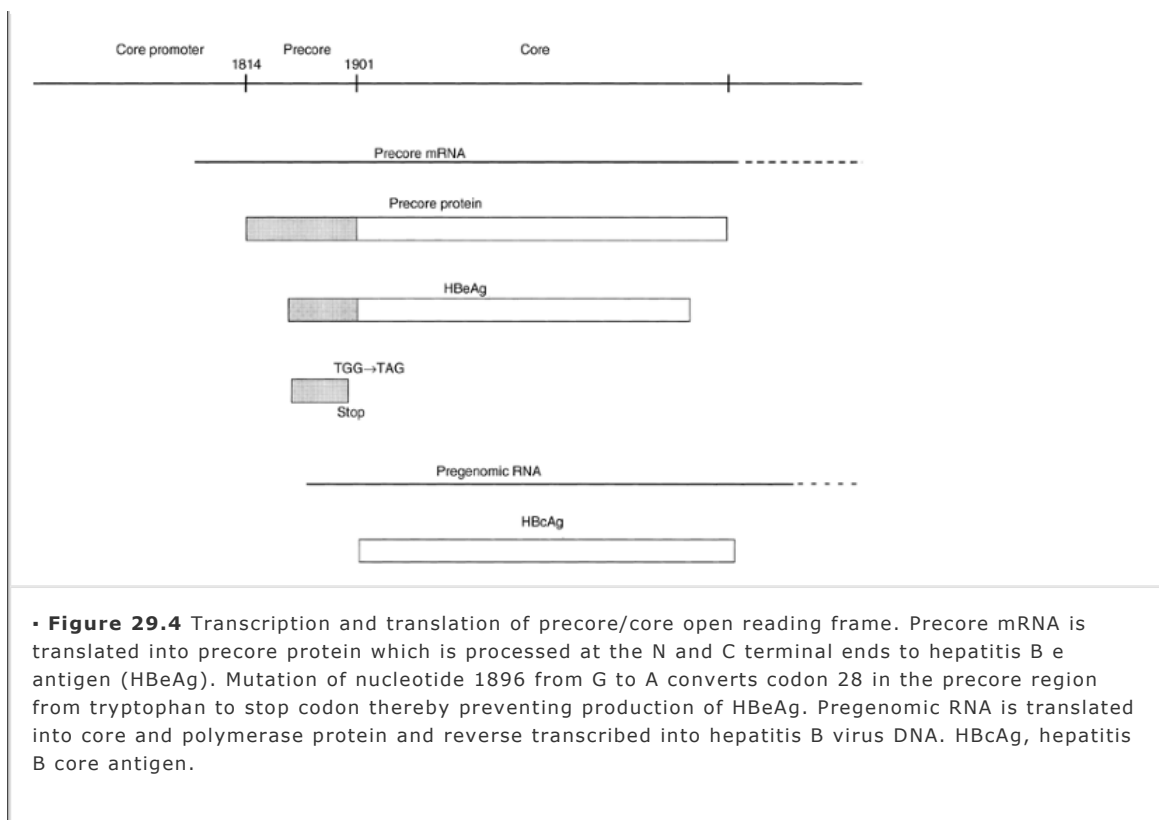 Core promoter Precore Core
1814 1901
Precore mRNA
Precore protein
HBeAg
TGG→TAG
Stop
Pregenomic RNA
HBcAg
▪ Figure 29.4 Transcription and translation of precore/core open reading frame. Precore mRNA is
translated into precore protein which is processed at the N and C terminal ends to hepatitis B e
antigen (HBeAg). Mutation of nucleotide 1896 from G to A converts codon 28 in the precore region
from tryptophan to stop codon thereby preventing production of HBeAg. Pregenomic RNA is translated
into core and polymerase protein and reverse transcribed into hepatitis B virus DNA. HBcAg, hepatitis
B core antigen.